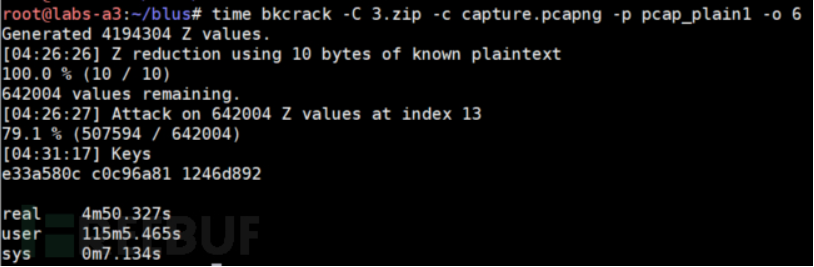 root@labs-a3:~/blus# time bkcrack -C 3.zip -c capture.pcapng -p pcap_plain1 -o 6
Generated 4194304 Z values.
[04:26:26] Z reduction using 10 bytes of known plaintext
100.0 % (10 / 10)
642004 values remaining.
[04:26:27] Attack on 642004 Z values at index 13
79.1 % (507594 / 642004)
[04:31:17] Keys
e33a580c c0c96a81 1246d892
real 4m50.327s
user 115m5.465s
sys 0m7.134s